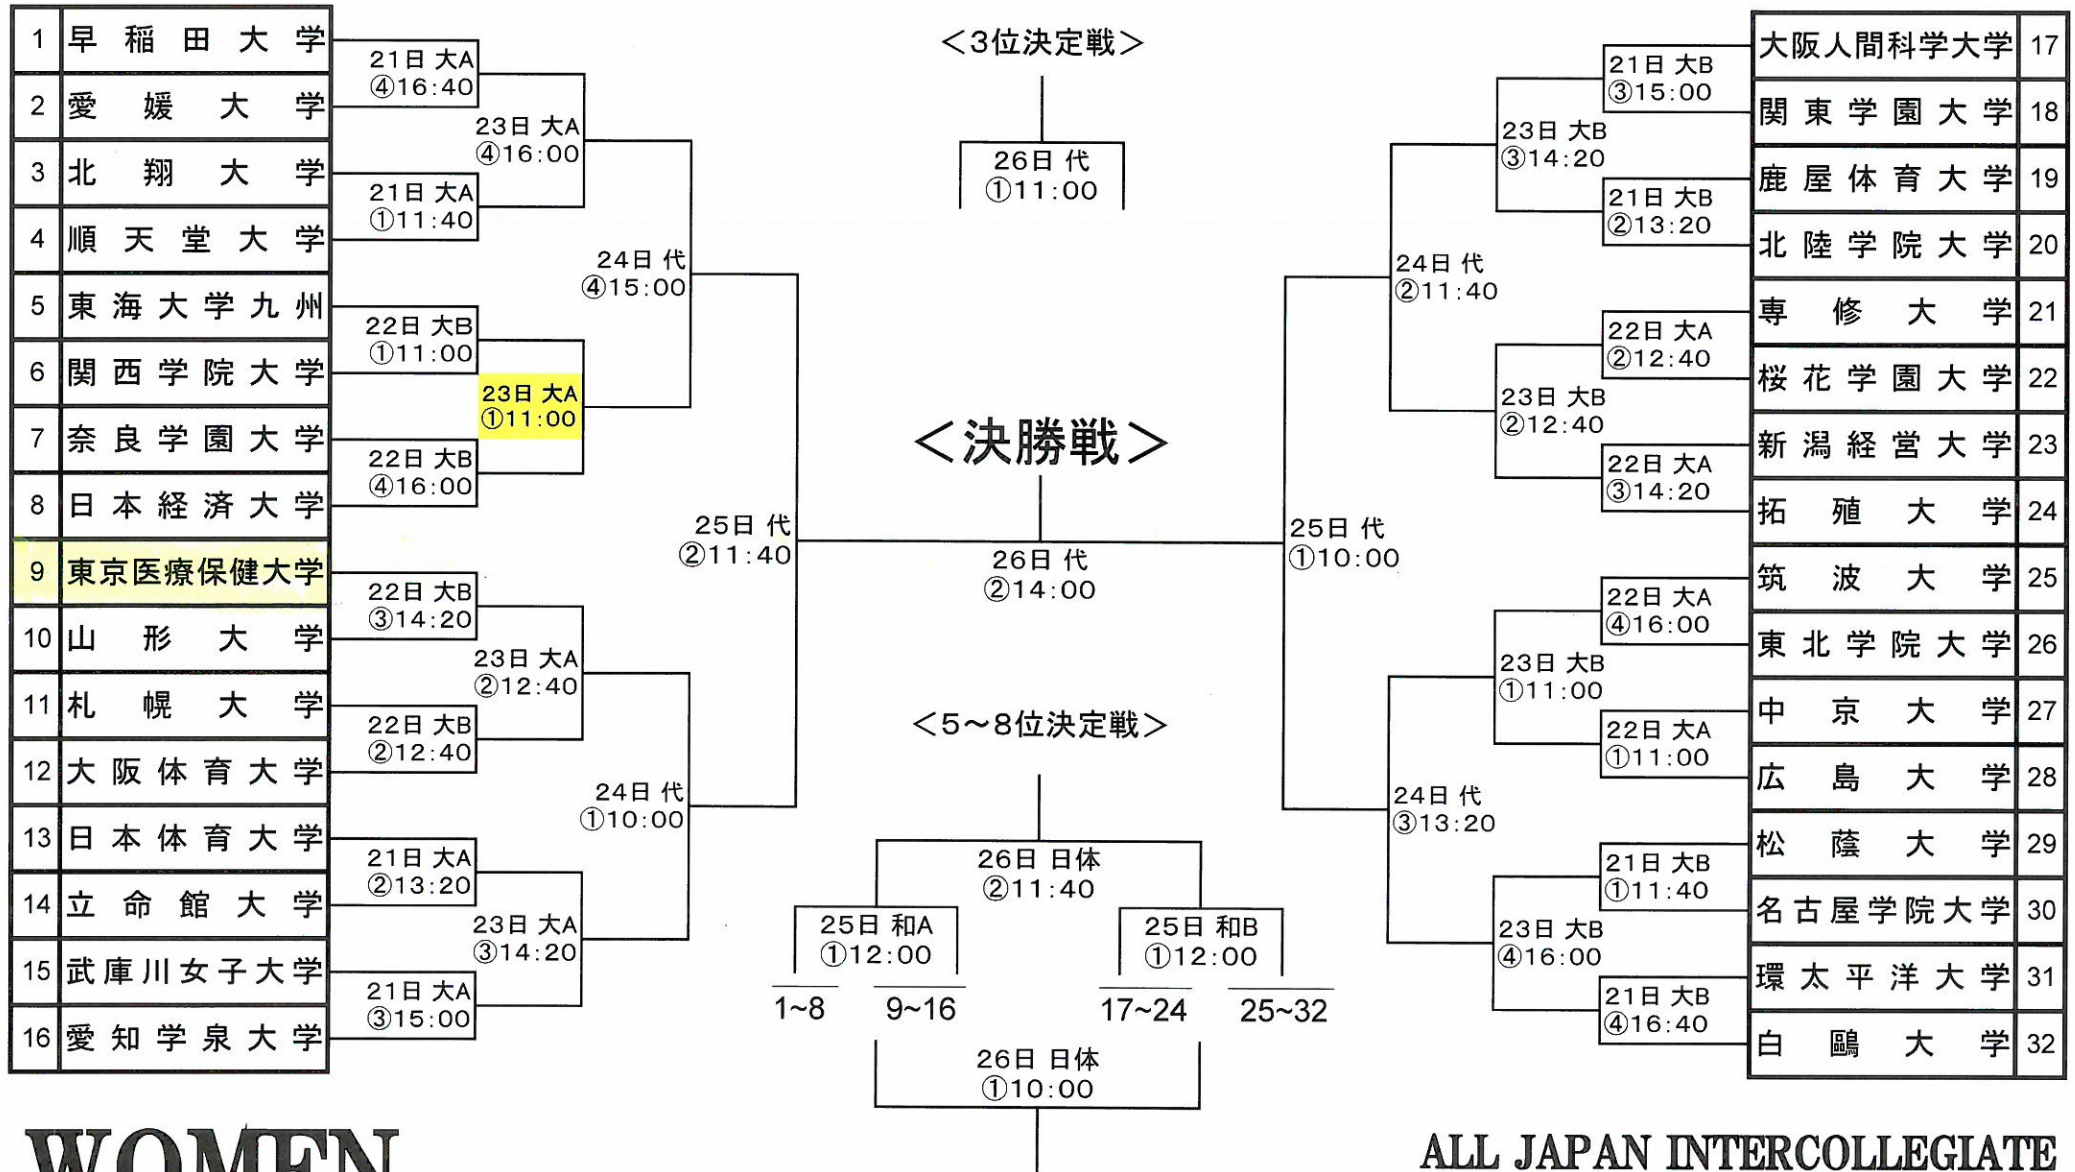 1 早稲田大学
2 愛媛大学
3 北翔大学
4 順天堂大学
5 東海大学九州
6 関西学院大学
7 奈良学園大学
8 日本経済大学
9 東京医療保健大学
10 山形大学
11 札幌大学
12 大阪体育大学
13 日本体育大学
14 立命館大学
15 武庫川女子大学
16 愛知学泉大学
21日 大A
④16:40
21日 大A
①11:40
22日 大B
①11:00
22日 大B
④16:00
22日 大B
③14:20
22日 大B
②12:40
21日 大A
②13:20
21日 大A
③15:00
23日 大A
④16:00
23日 大A
①11:00
23日 大A
②12:40
23日 大A
③14:20
24日 代
④15:00
24日 代
①10:00
25日 代
②11:40
＜3位決定戦＞
26日 代
①11:00
＜決勝戦＞
26日 代
②14:00
＜5～8位決定戦＞
26日 日体
②11:40
25日 和A
①12:00
25日 和B
①12:00
1~8 9~16 17~24 25~32
26日 日体
①10:00
25日 代
①10:00
24日 代
②11:40
24日 代
③13:20
23日 大B
③14:20
23日 大B
②12:40
23日 大B
①11:00
23日 大B
④16:00
21日 大B
③15:00
21日 大B
②13:20
22日 大A
②12:40
22日 大A
③14:20
22日 大A
④16:00
22日 大A
①11:00
21日 大B
①11:40
21日 大B
④16:40
大阪人間科学大学 17
関東学園大学 18
鹿屋体育大学 19
北陸学院大学 20
専修大学 21
桜花学園大学 22
新潟経営大学 23
拓殖大学 24
筑波大学 25
東北学院大学 26
中京大学 27
広島大学 28
松蔭大学 29
名古屋学院大学 30
環太平洋大学 31
白鷗大学 32
WOMEN
ALL JAPAN INTERCOLLEGIATE